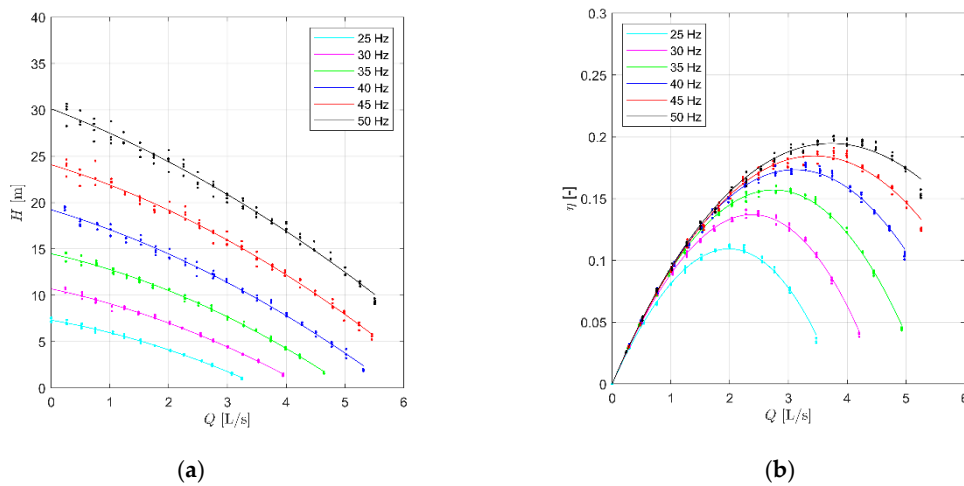 40
35
30
25
20
15
10
5
0
H [m]
0 1 2 3 4 5 6
Q [L/s]
25 Hz
30 Hz
35 Hz
40 Hz
45 Hz
50 Hz
(a)
0.3
0.25
0.2
0.15
0.1
0.05
0
η [-]
0 1 2 3 4 5 6
Q [L/s]
25 Hz
30 Hz
35 Hz
40 Hz
45 Hz
50 Hz
(b)